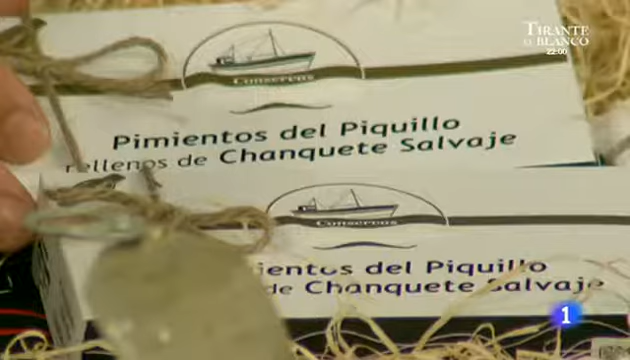 TIRANTE
EL BLANCO
22:00
Conservas
Pimientos del Piquillo
rellenos de Chanquete Salvaje
Conservas
ientos del Piquillo
de Chanquete Salvaje
1